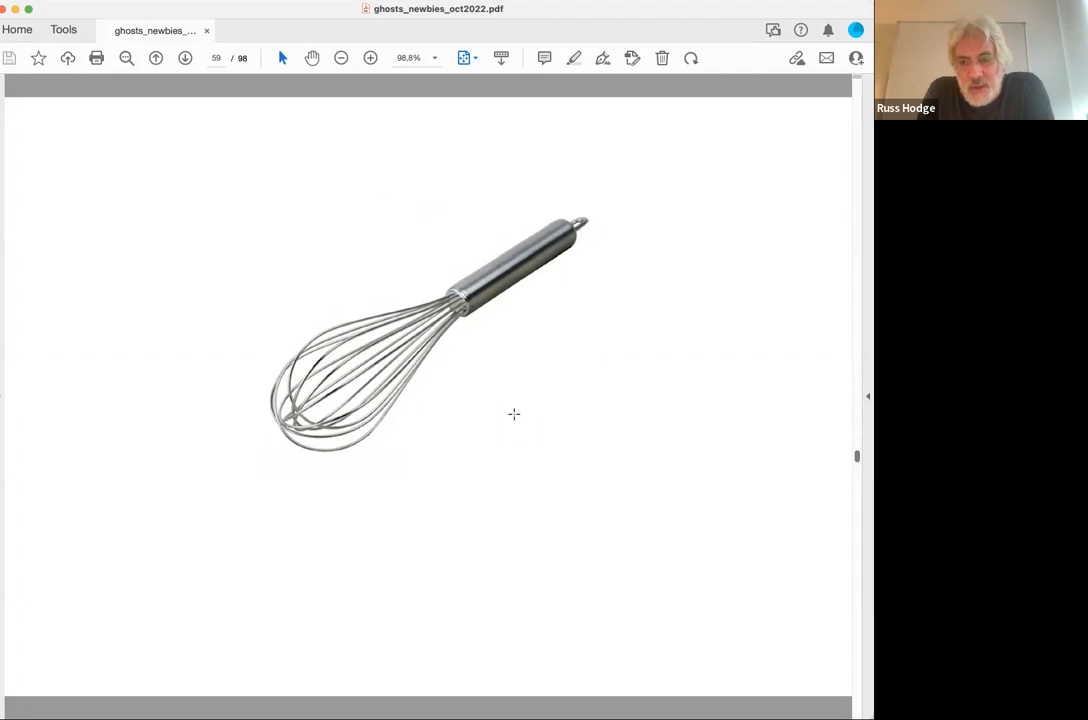 ghosts_newbies_oct2022.pdf
Home
Tools
ghosts_newbies_...
×
59 / 98
98,8%
Russ Hodge